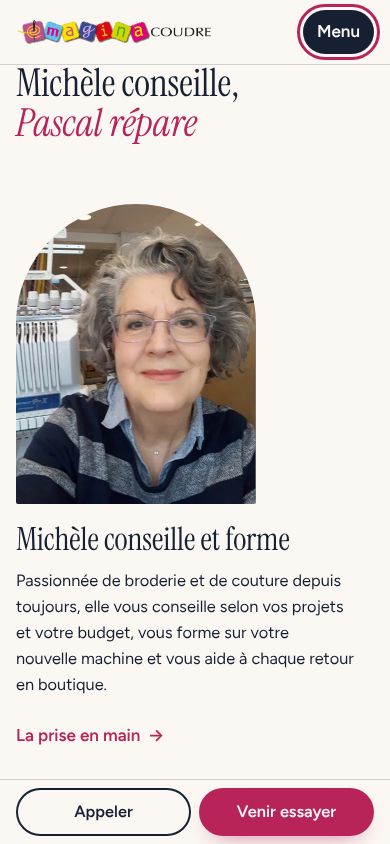 imagina COUDRE
Menu
Michèle conseille,
Pascal répare
Michèle conseille et forme
Passionnée de broderie et de couture depuis
toujours, elle vous conseille selon vos projets
et votre budget, vous forme sur votre
nouvelle machine et vous aide à chaque retour
en boutique.
La prise en main →
Appeler
Venir essayer